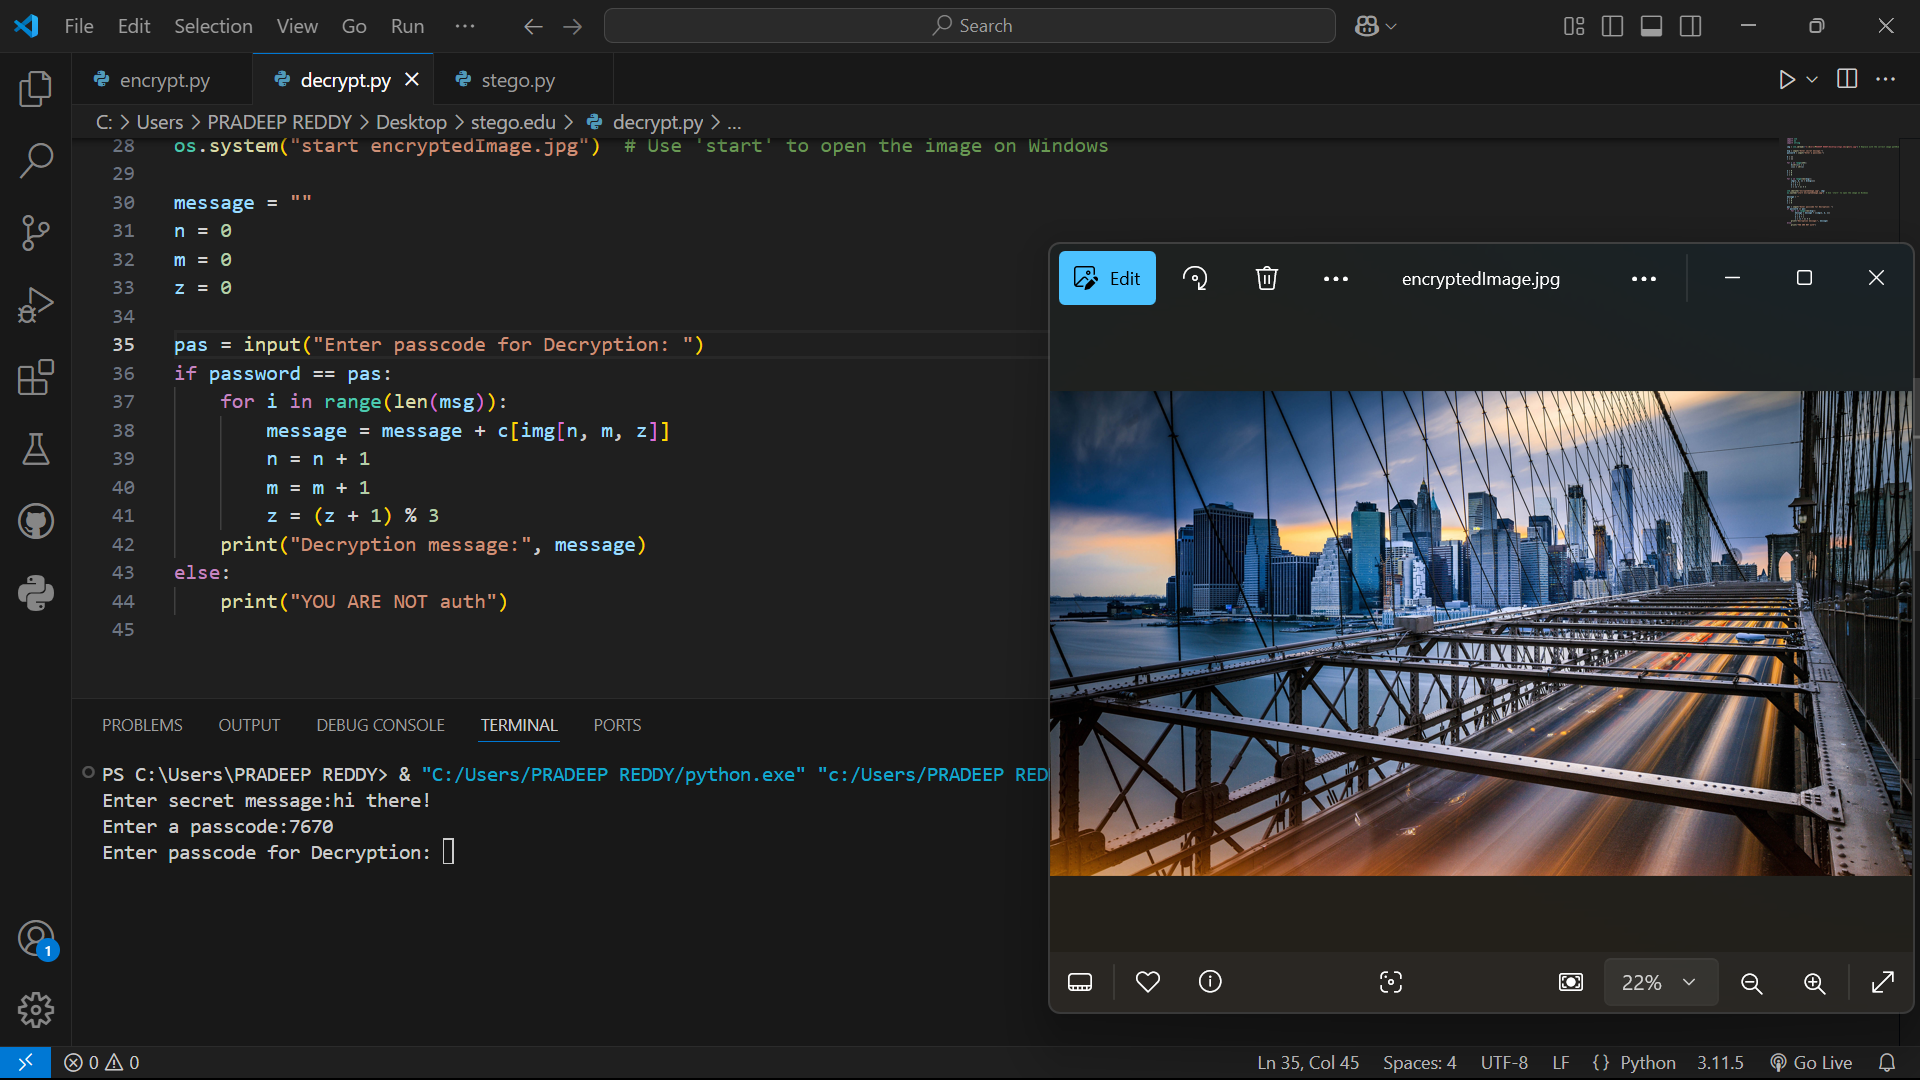 File Edit Selection View Go Run ··· Search
encrypt.py decrypt.py stego.py
C: > Users > PRADEEP REDDY > Desktop > stego.edu > decrypt.py > ...
28 os.system("start encryptedImage.jpg") # Use 'start' to open the image on Windows
29
30 message = ""
31 n = 0
32 m = 0
33 z = 0
34
35 pas = input("Enter passcode for Decryption: ")
36 if password == pas:
37 for i in range(len(msg)):
38 message = message + c[img[n, m, z]]
39 n = n + 1
40 m = m + 1
41 z = (z + 1) % 3
42 print("Decryption message:", message)
43 else:
44 print("YOU ARE NOT auth")
45
Edit encryptedImage.jpg
22%
PROBLEMS OUTPUT DEBUG CONSOLE TERMINAL PORTS
PS C:\Users\PRADEEP REDDY> & "C:/Users/PRADEEP REDDY/python.exe" "c:/Users/PRADEEP RED
Enter secret message:hi there!
Enter a passcode:7670
Enter passcode for Decryption:
1
0 0 Ln 35, Col 45 Spaces: 4 UTF-8 LF {} Python 3.11.5 Go Live